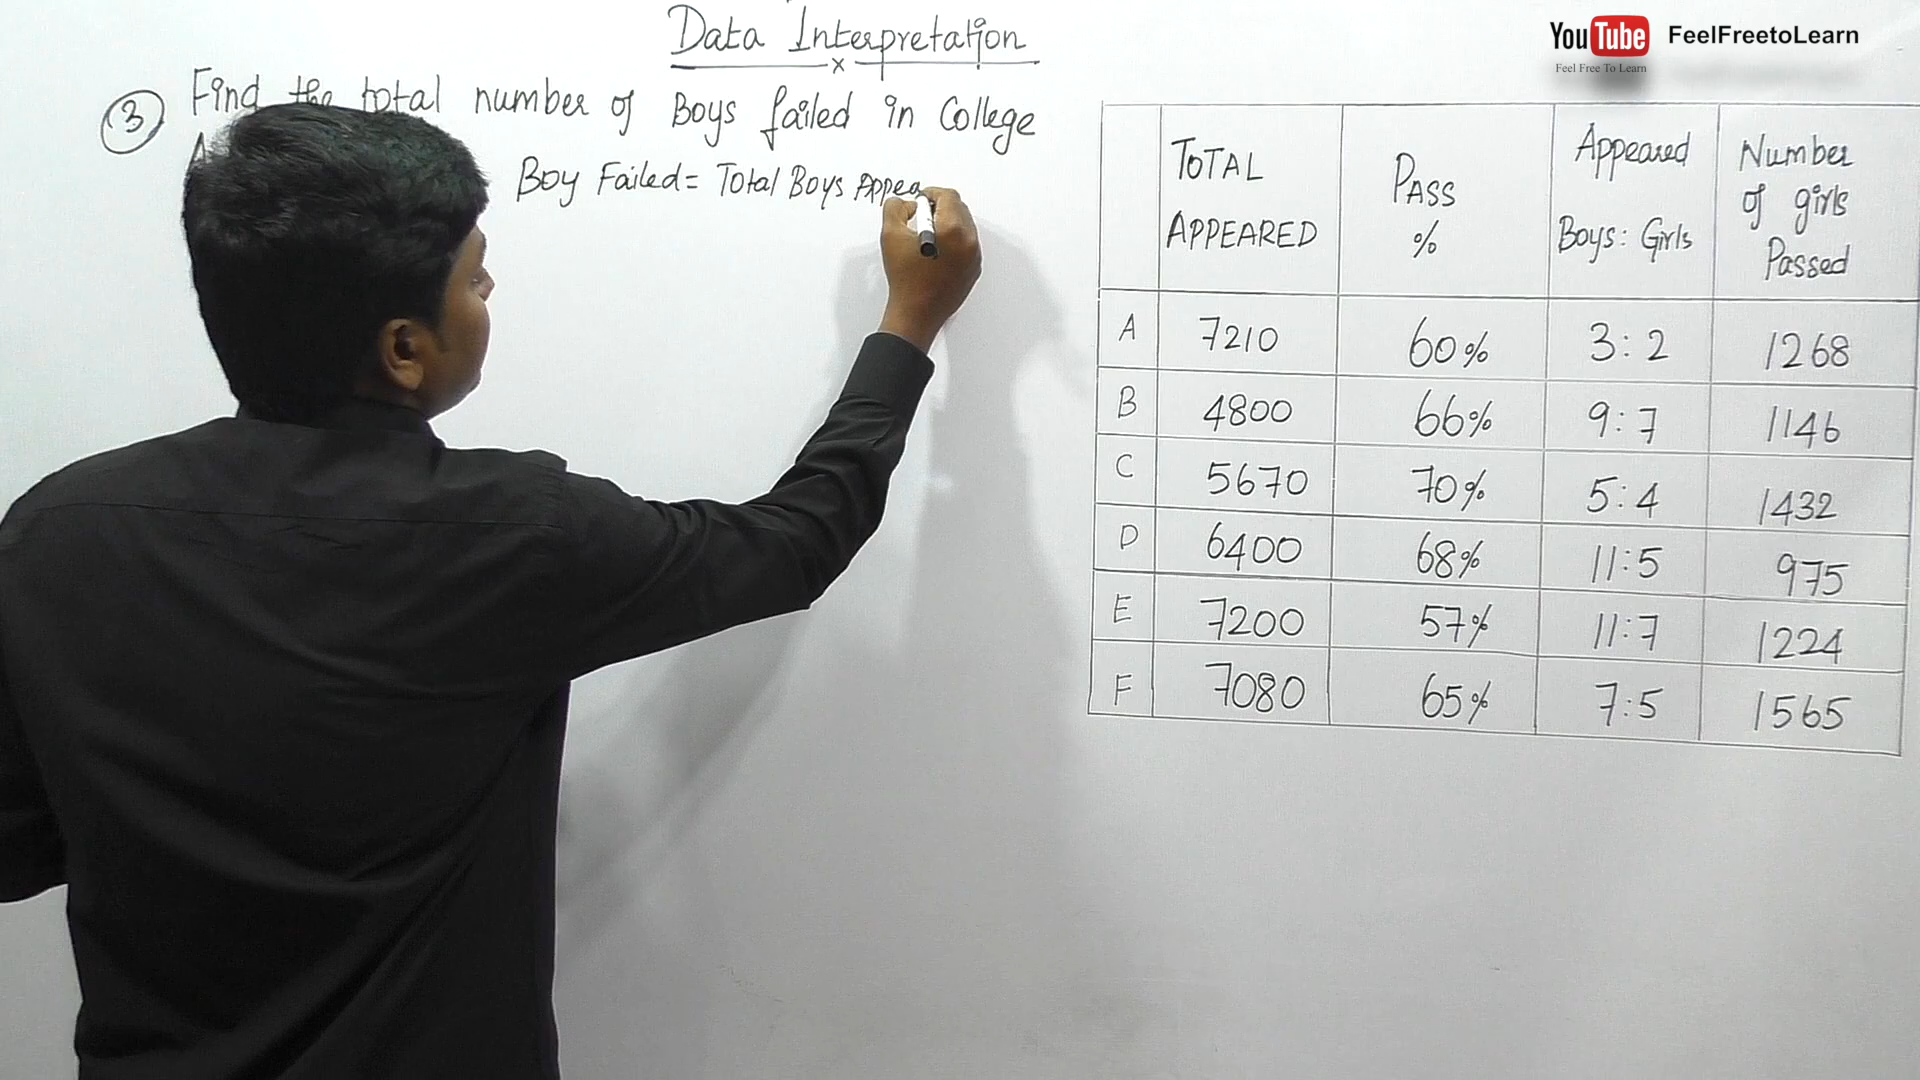 Data Interpretation
x
YouTube FeelFreetoLearn
Feel Free To Learn
3 Find the total number of Boys failed in College
Boy Failed = Total Boys Appea
TOTAL APPEARED PASS % Appeared Boys: Girls Number of girls Passed
A 7210 60% 3:2 1268
B 4800 66% 9:7 1146
C 5670 70% 5:4 1432
D 6400 68% 11:5 975
E 7200 57% 11:7 1224
F 7080 65% 7:5 1565